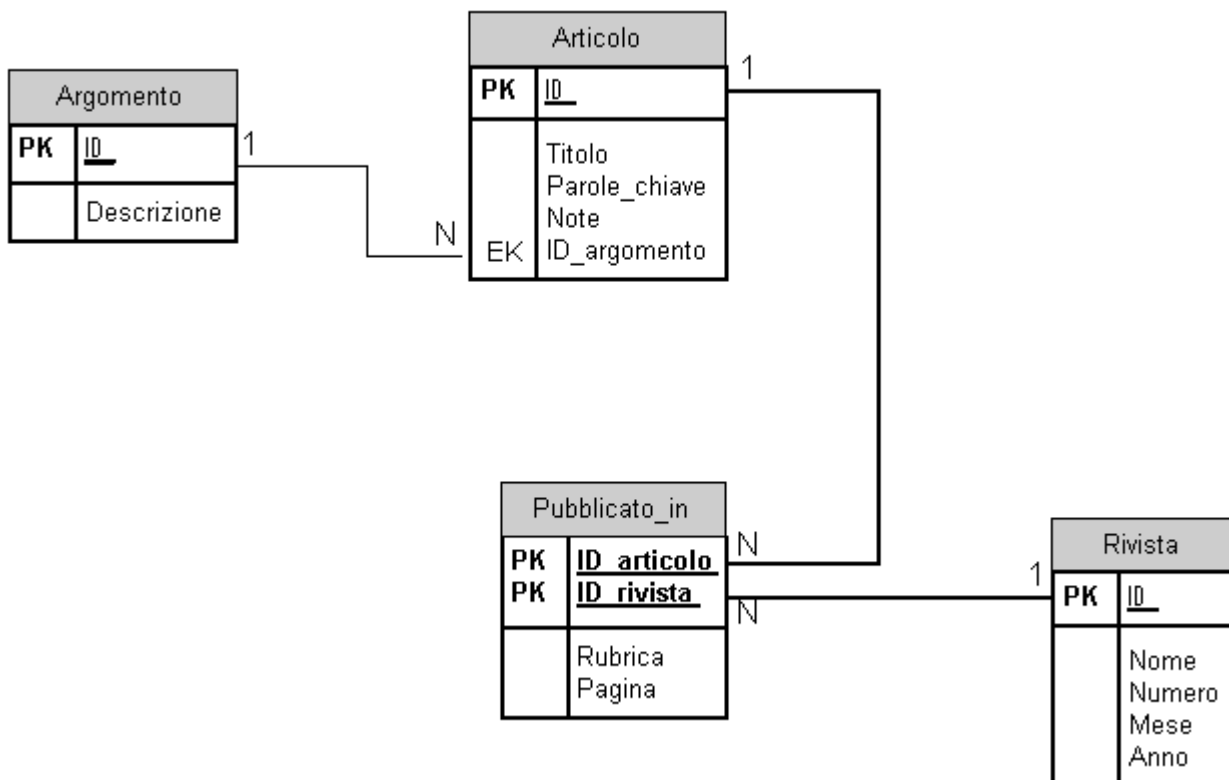 Argomento
PK ID
Descrizione
1
N
Articolo
PK ID
Titolo
Parole_chiave
Note
EK ID_argomento
1
Pubblicato_in
PK ID_articolo
PK ID_rivista
Rubrica
Pagina
N
N
1
Rivista
PK ID
Nome
Numero
Mese
Anno